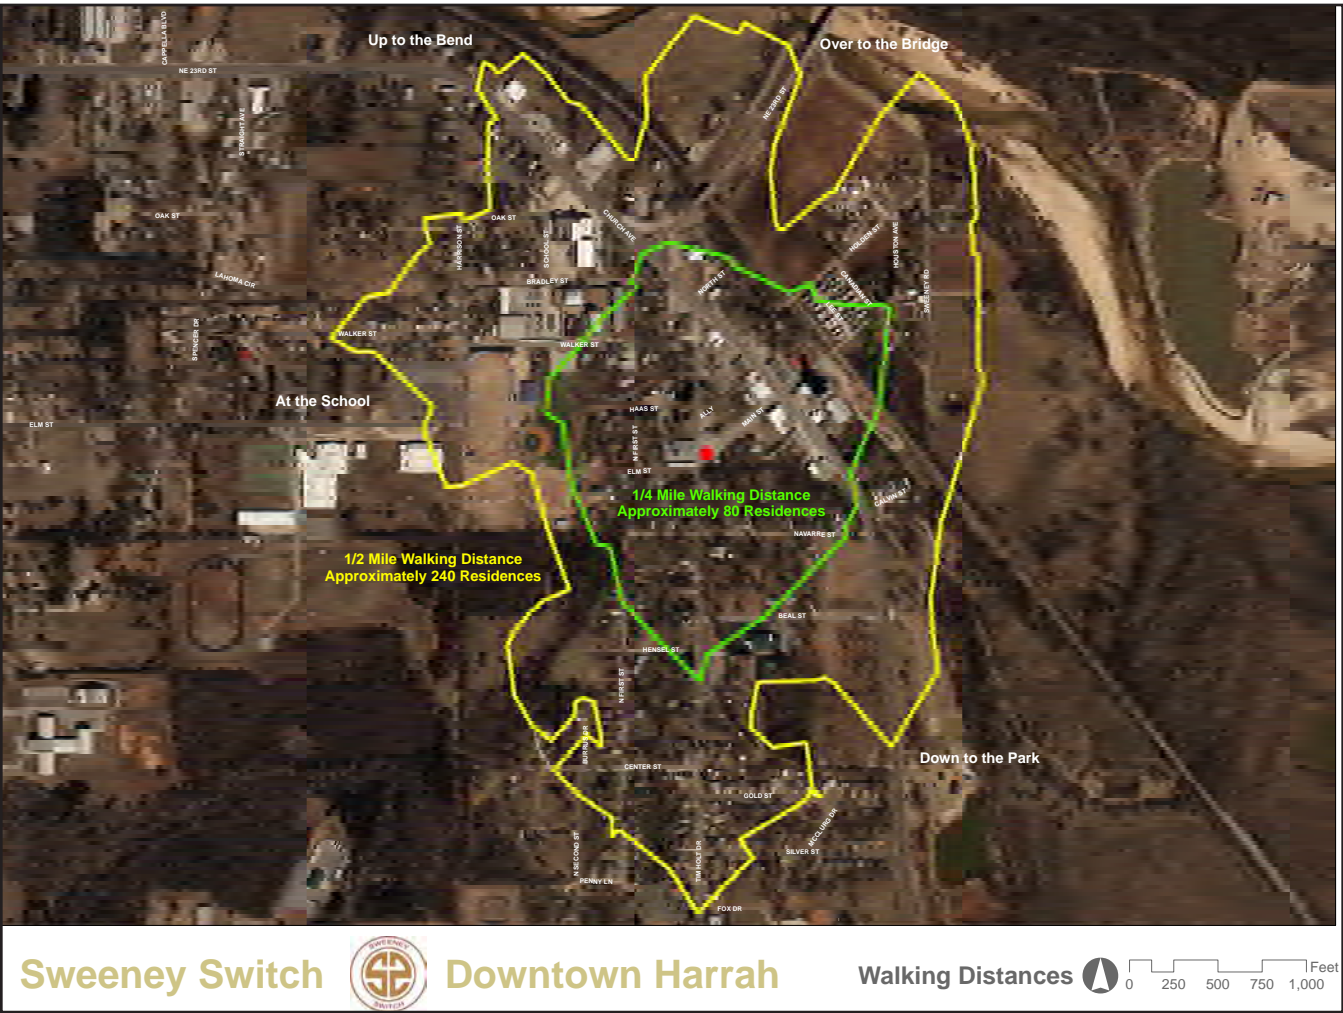 CAPPELLA BLVD
Up to the Bend
Over to the Bridge
NE 23RD ST
NE 23RD ST
STRAIGHT AVE
OAK ST
OAK ST
HARRISON ST
SCHOOL ST
CHURCH AVE
HOLDEN ST
HOUSTON AVE
LAHOMA CIR
BRADLEY ST
NORTH ST
CANADIAN ST
SWEENEY RD
SPENCER DR
WALKER ST
WALKER ST
At the School
HAAS ST
ALLY
MAIN ST
ELM ST
N FIRST ST
ELM ST
1/4 Mile Walking Distance
Approximately 80 Residences
CALVIN ST
NAVARRE ST
1/2 Mile Walking Distance
Approximately 240 Residences
BEAL ST
HENSEL ST
N FIRST ST
Down to the Park
CENTER ST
GOLD ST
N SECOND ST
TIM HOLT DR
SILVER ST
PENNY LN
FOX DR
Sweeney Switch
SWEENEY
SWITCH
Downtown Harrah
Walking Distances
Feet
0 250 500 750 1,000